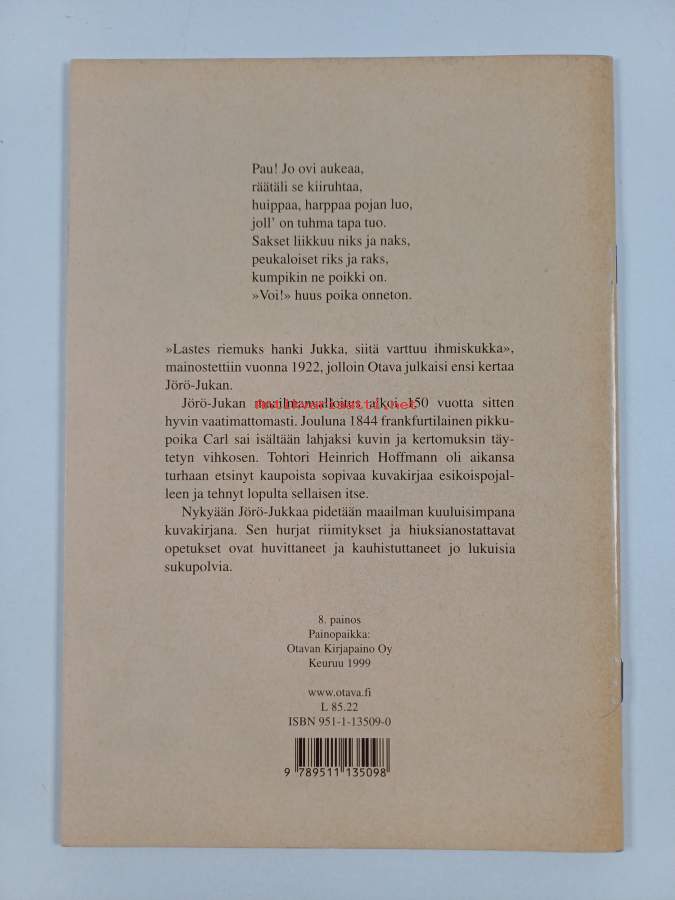 Pau! Jo ovi aukeaa,
räätäli se kiiruhtaa,
huippaa, harppaa pojan luo,
joll’ on tuhma tapa tuo.
Sakset liikkuu niks ja naks,
peukaloiset riks ja raks,
kumpikin ne poikki on.
»Voi!» huus poika onneton.
»Lastes riemuks hanki Jukka, siitä varttuu ihmiskukka»,
mainostettiin vuonna 1922, jolloin Otava julkaisi ensi kertaa
Jörö-Jukan.
Jörö-Jukan maailmanvalloitus alkoi 150 vuotta sitten
hyvin vaatimattomasti. Jouluna 1844 frankfurtilainen pikku-
poika Carl sai isältään lahjaksi kuvin ja kertomuksin täy-
tetyn vihkosen. Tohtori Heinrich Hoffmann oli aikansa
turhaan etsinyt kaupoista sopivaa kuvakirjaa esikoispojal-
leen ja tehnyt lopulta sellaisen itse.
Nykyään Jörö-Jukkaa pidetään maailman kuuluisimpana
kuvakirjana. Sen hurjat riimitykset ja hiuksianostattavat
opetukset ovat huvittaneet ja kauhistuttaneet jo lukuisia
sukupolvia.
8. painos
Painopaikka:
Otavan Kirjapaino Oy
Keuruu 1999
www.otava.fi
L 85.22
ISBN 951-1-13509-0
9 789511 135098